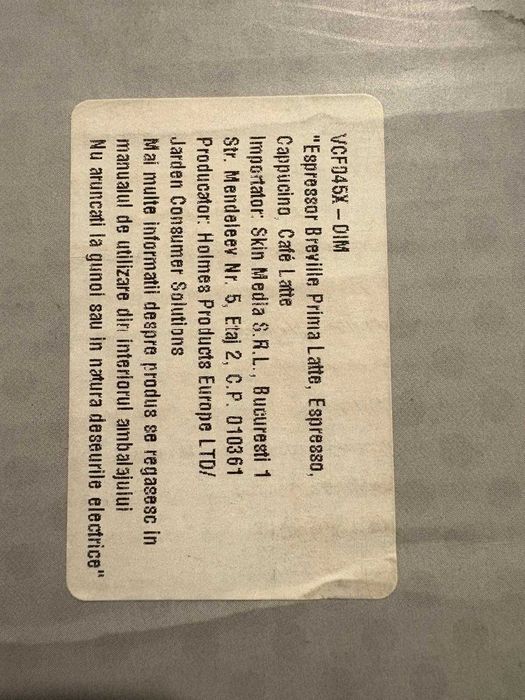 VCF045X – DIM
"Espressor Breville Prima Latte, Espresso,
Cappucino, Café Latte
Importator: Skin Media S.R.L., Bucuresti 1
Str. Mendeleev Nr. 5, Etaj 2, C.P. 010361
Producator: Holmes Products Europe LTD/
Jarden Consumer Solutions
Mai multe informatii despre produs se regasesc in
manualul de utilizare din interiorul ambalajului
Nu aruncati la gunoi sau in natura deseurile electrice"